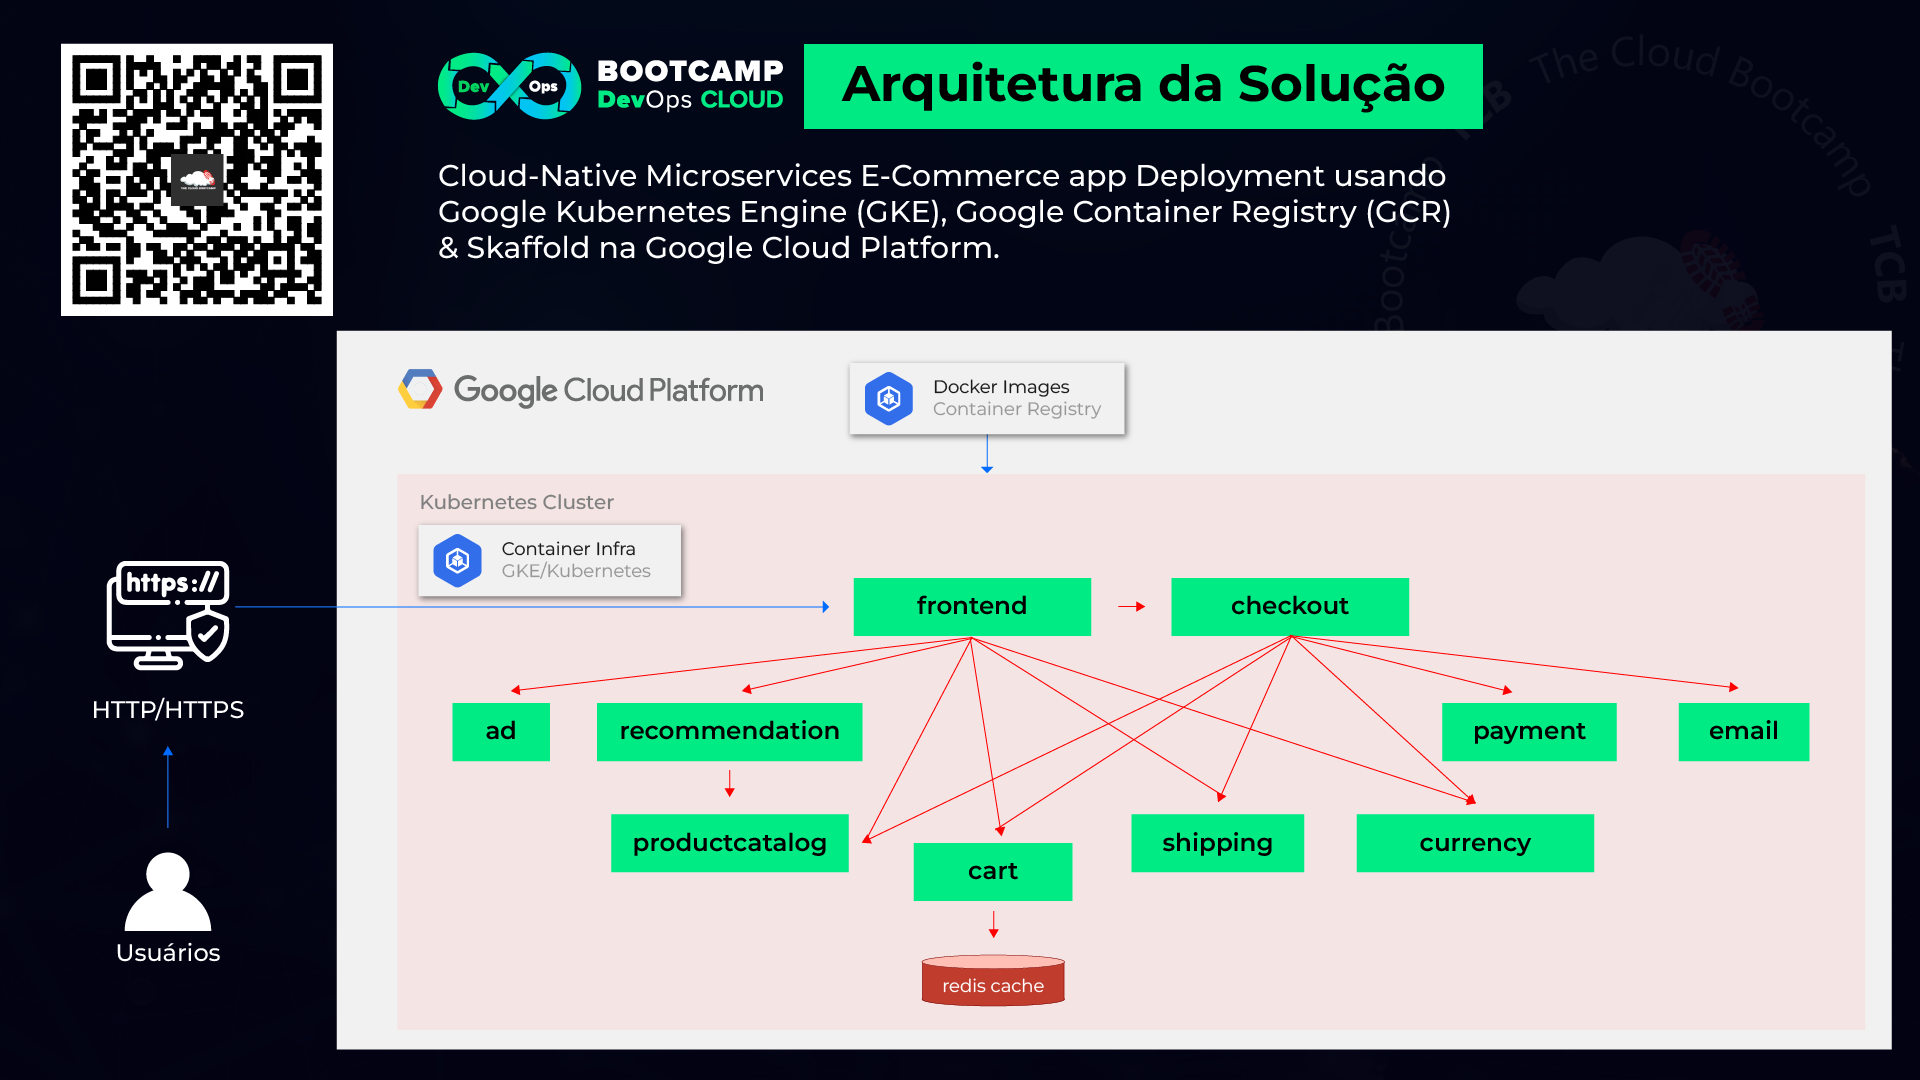 Dev Ops
BOOTCAMP
DevOps CLOUD
Arquitetura da Solução
The Cloud Bootcamp
TCB
Bootcamp
TCB
Cloud-Native Microservices E-Commerce app Deployment usando
Google Kubernetes Engine (GKE), Google Container Registry (GCR)
& Skaffold na Google Cloud Platform.
Google Cloud Platform
Docker Images
Container Registry
Kubernetes Cluster
Container Infra
GKE/Kubernetes
https://
HTTP/HTTPS
Usuários
frontend
checkout
ad
recommendation
payment
email
productcatalog
cart
shipping
currency
redis cache